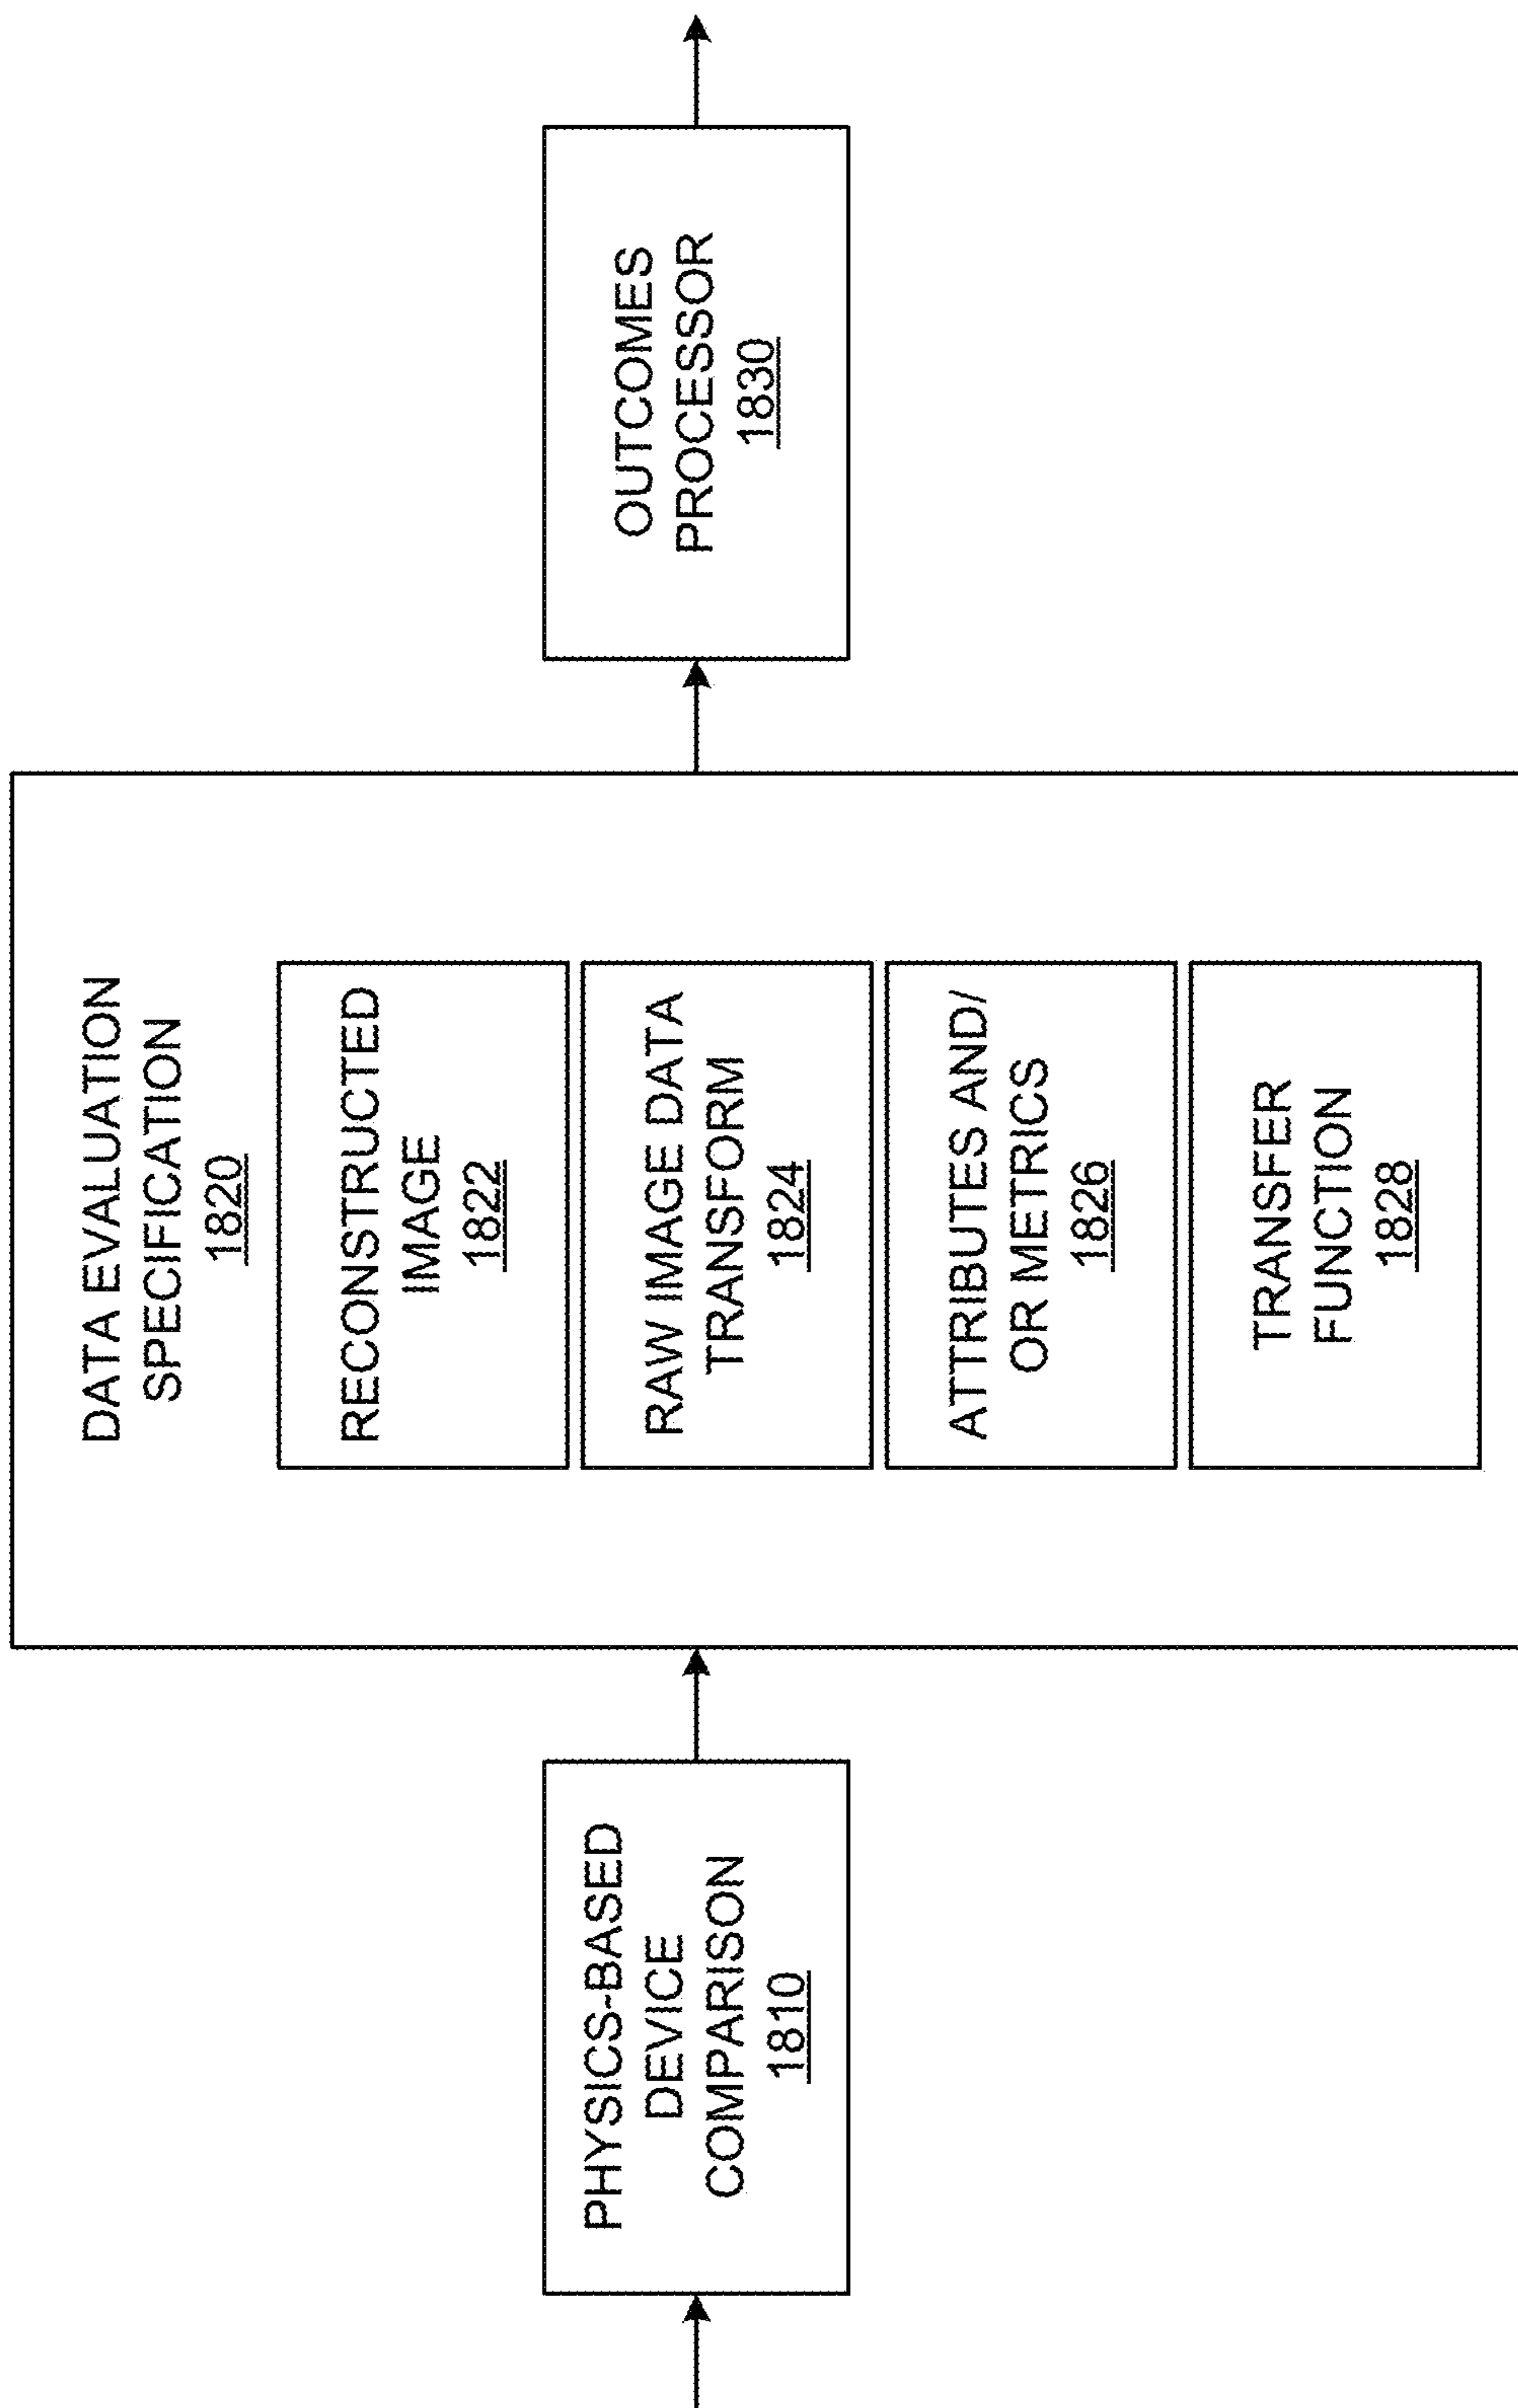 PHYSICS-BASED
DEVICE
COMPARISON
1810
DATA EVALUATION
SPECIFICATION
1820
RECONSTRUCTED
IMAGE
1822
RAW IMAGE DATA
TRANSFORM
1824
ATTRIBUTES AND/
OR METRICS
1826
TRANSFER
FUNCTION
1828
OUTCOMES
PROCESSOR
1830